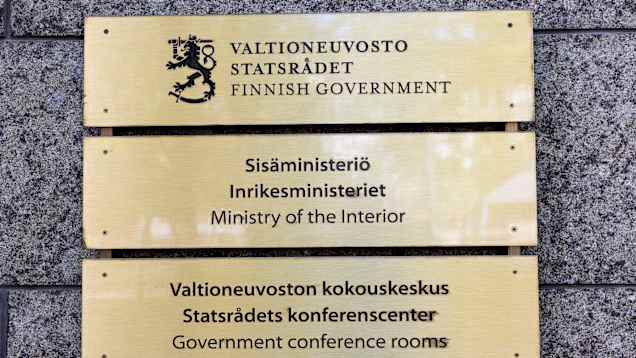 VALTIONEUVOSTO
STATSRÅDET
FINNISH GOVERNMENT
Sisäministeriö
Inrikesministeriet
Ministry of the Interior
Valtioneuvoston kokouskeskus
Statsrådets konferenscenter
Government conference rooms